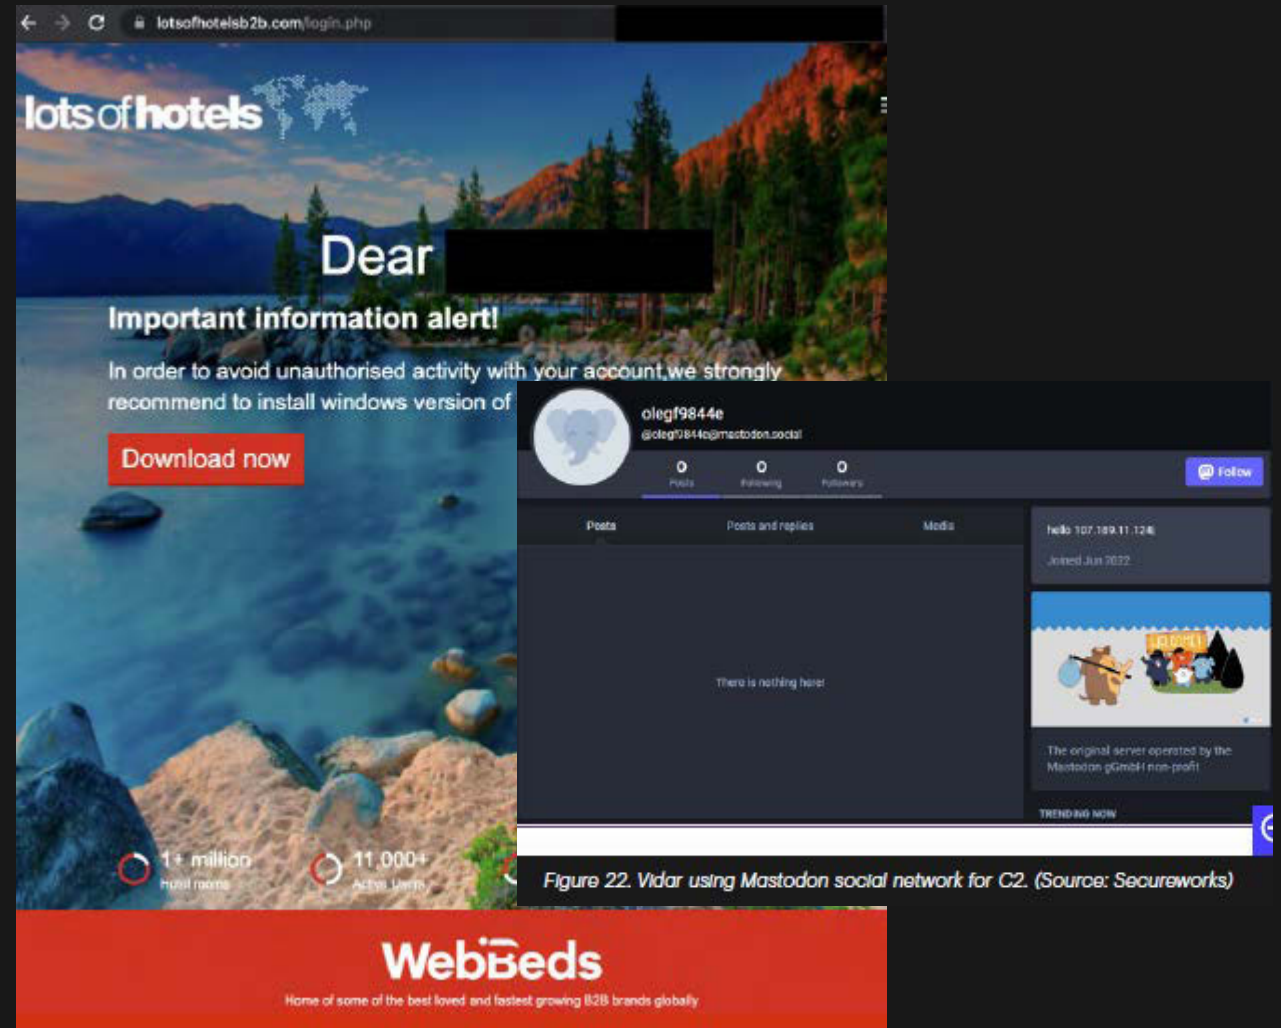 lotsofhotelsb2b.com/login.php
lotsofhotels
Dear
Important information alert!
In order to avoid unauthorised activity with your account,we strongly
recommend to install windows version of
Download now
1+ million
Hotel rooms
11,000+
Active Users
WebBeds
Home of some of the best loved and fastest growing B2B brands globally
olegf9844e
@olegf9844e@mastodon.social
0 0 0
Posts Following Followers
Follow
Posts Posts and replies Media
There is nothing here!
hello 107.189.11.124|
Joined Jun 2022
WELCOME!
The original server operated by the
Mastodon gGmbH non-profit
TRENDING NOW
Figure 22. Vidar using Mastodon social network for C2. (Source: Secureworks)